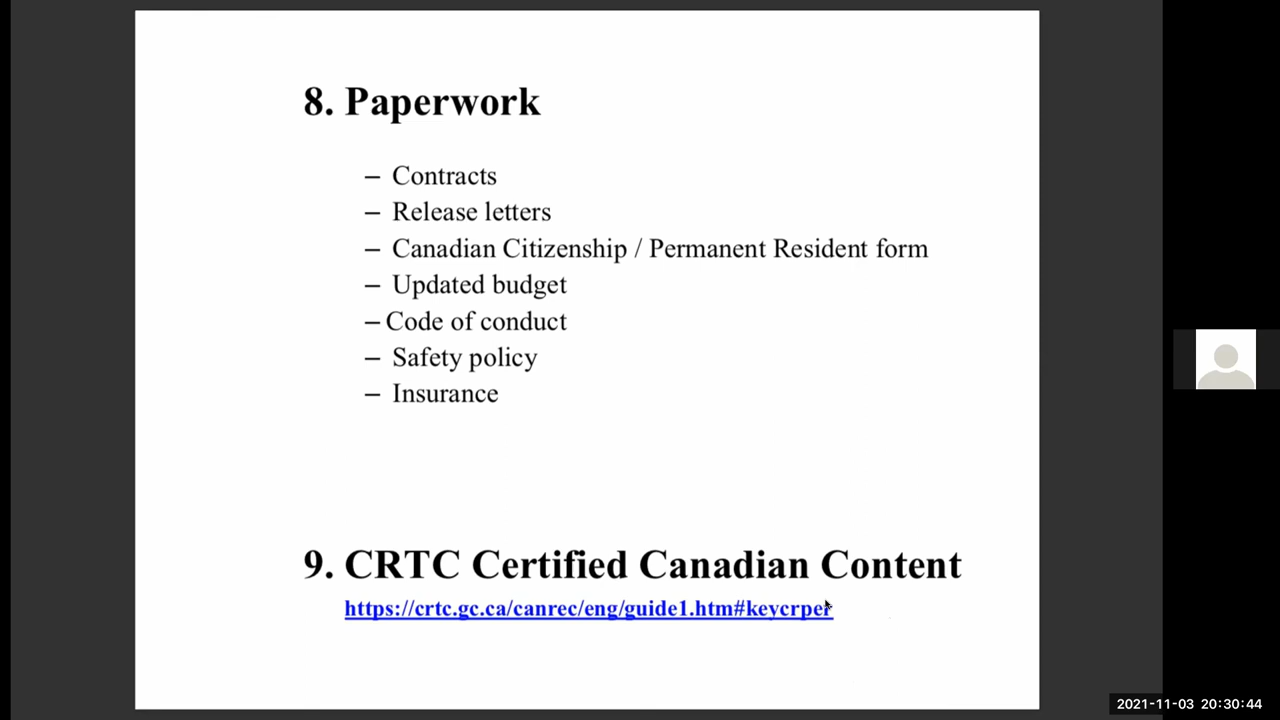 8. Paperwork
– Contracts
– Release letters
– Canadian Citizenship / Permanent Resident form
– Updated budget
– Code of conduct
– Safety policy
– Insurance
9. CRTC Certified Canadian Content
https://crtc.gc.ca/canrec/eng/guide1.htm#keycrper
2021-11-03 20:30:44